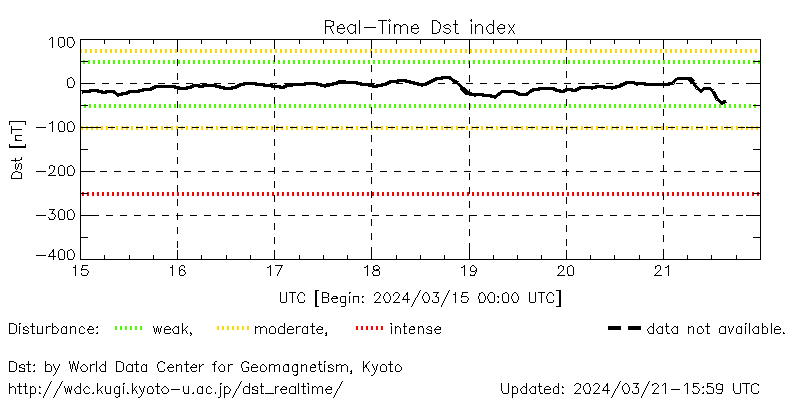 Real-Time Dst index
100
0
-100
-200
-300
-400
Dst [nT]
15 16 17 18 19 20 21
UTC [Begin: 2024/03/15 00:00 UTC]
Disturbance: weak, moderate, intense data not available.
Dst: by World Data Center for Geomagnetism, Kyoto
http://wdc.kugi.kyoto-u.ac.jp/dst_realtime/ Updated: 2024/03/21-15:59 UTC